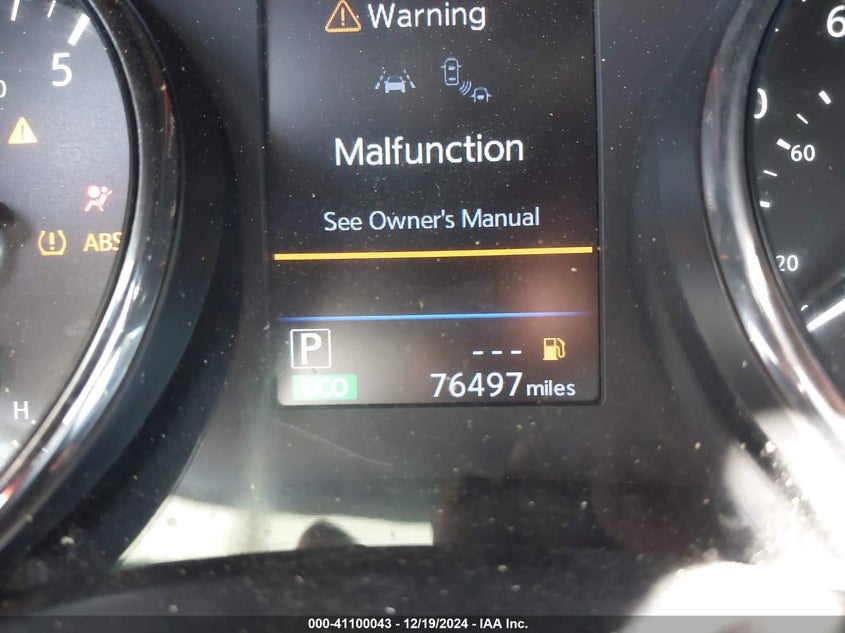 Warning
Malfunction
See Owner's Manual
5
ABS
H
P
---
ECO
76497 miles
6
60
20
000-41100043 - 12/19/2024 - IAA Inc.